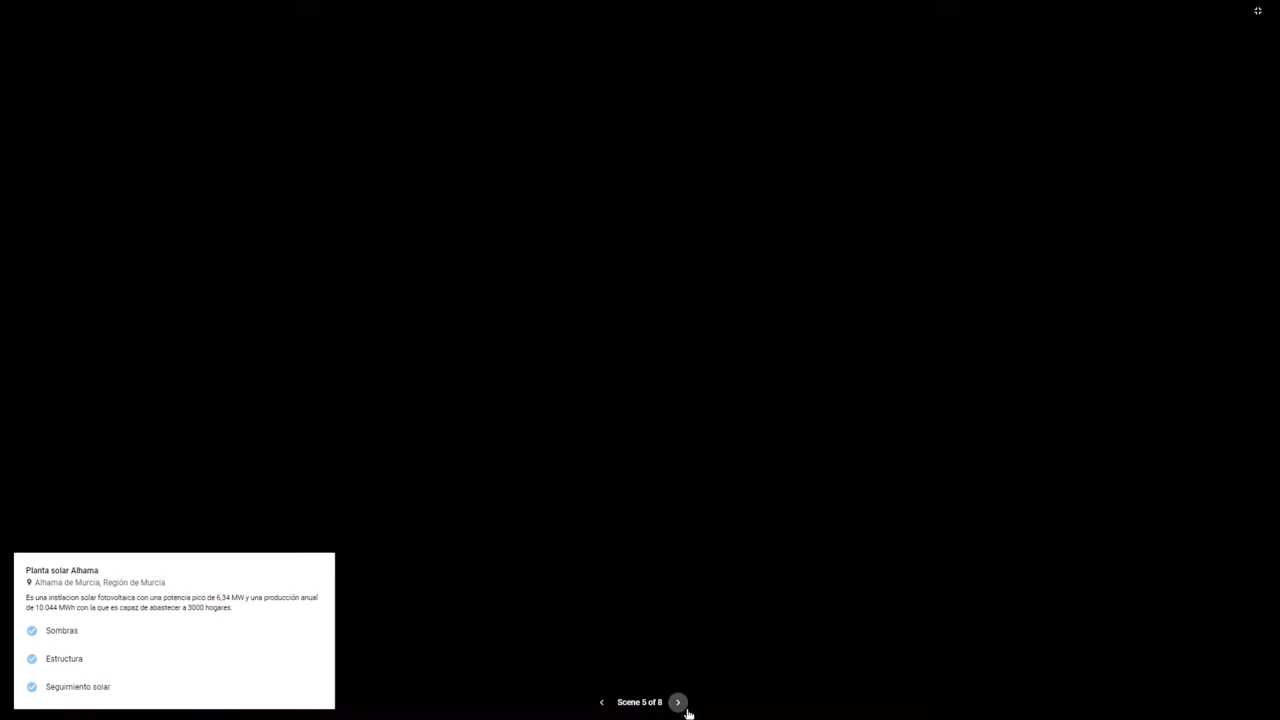 Planta solar Alhama
Alhama de Murcia, Región de Murcia
Es una instlacion solar fotovoltaica con una potencia pico de 6,34 MW y una producción anual
de 10.044 MWh con la que es capaz de abastecer a 3000 hogares.
Sombras
Estructura
Seguimiento solar
Scene 5 of 8